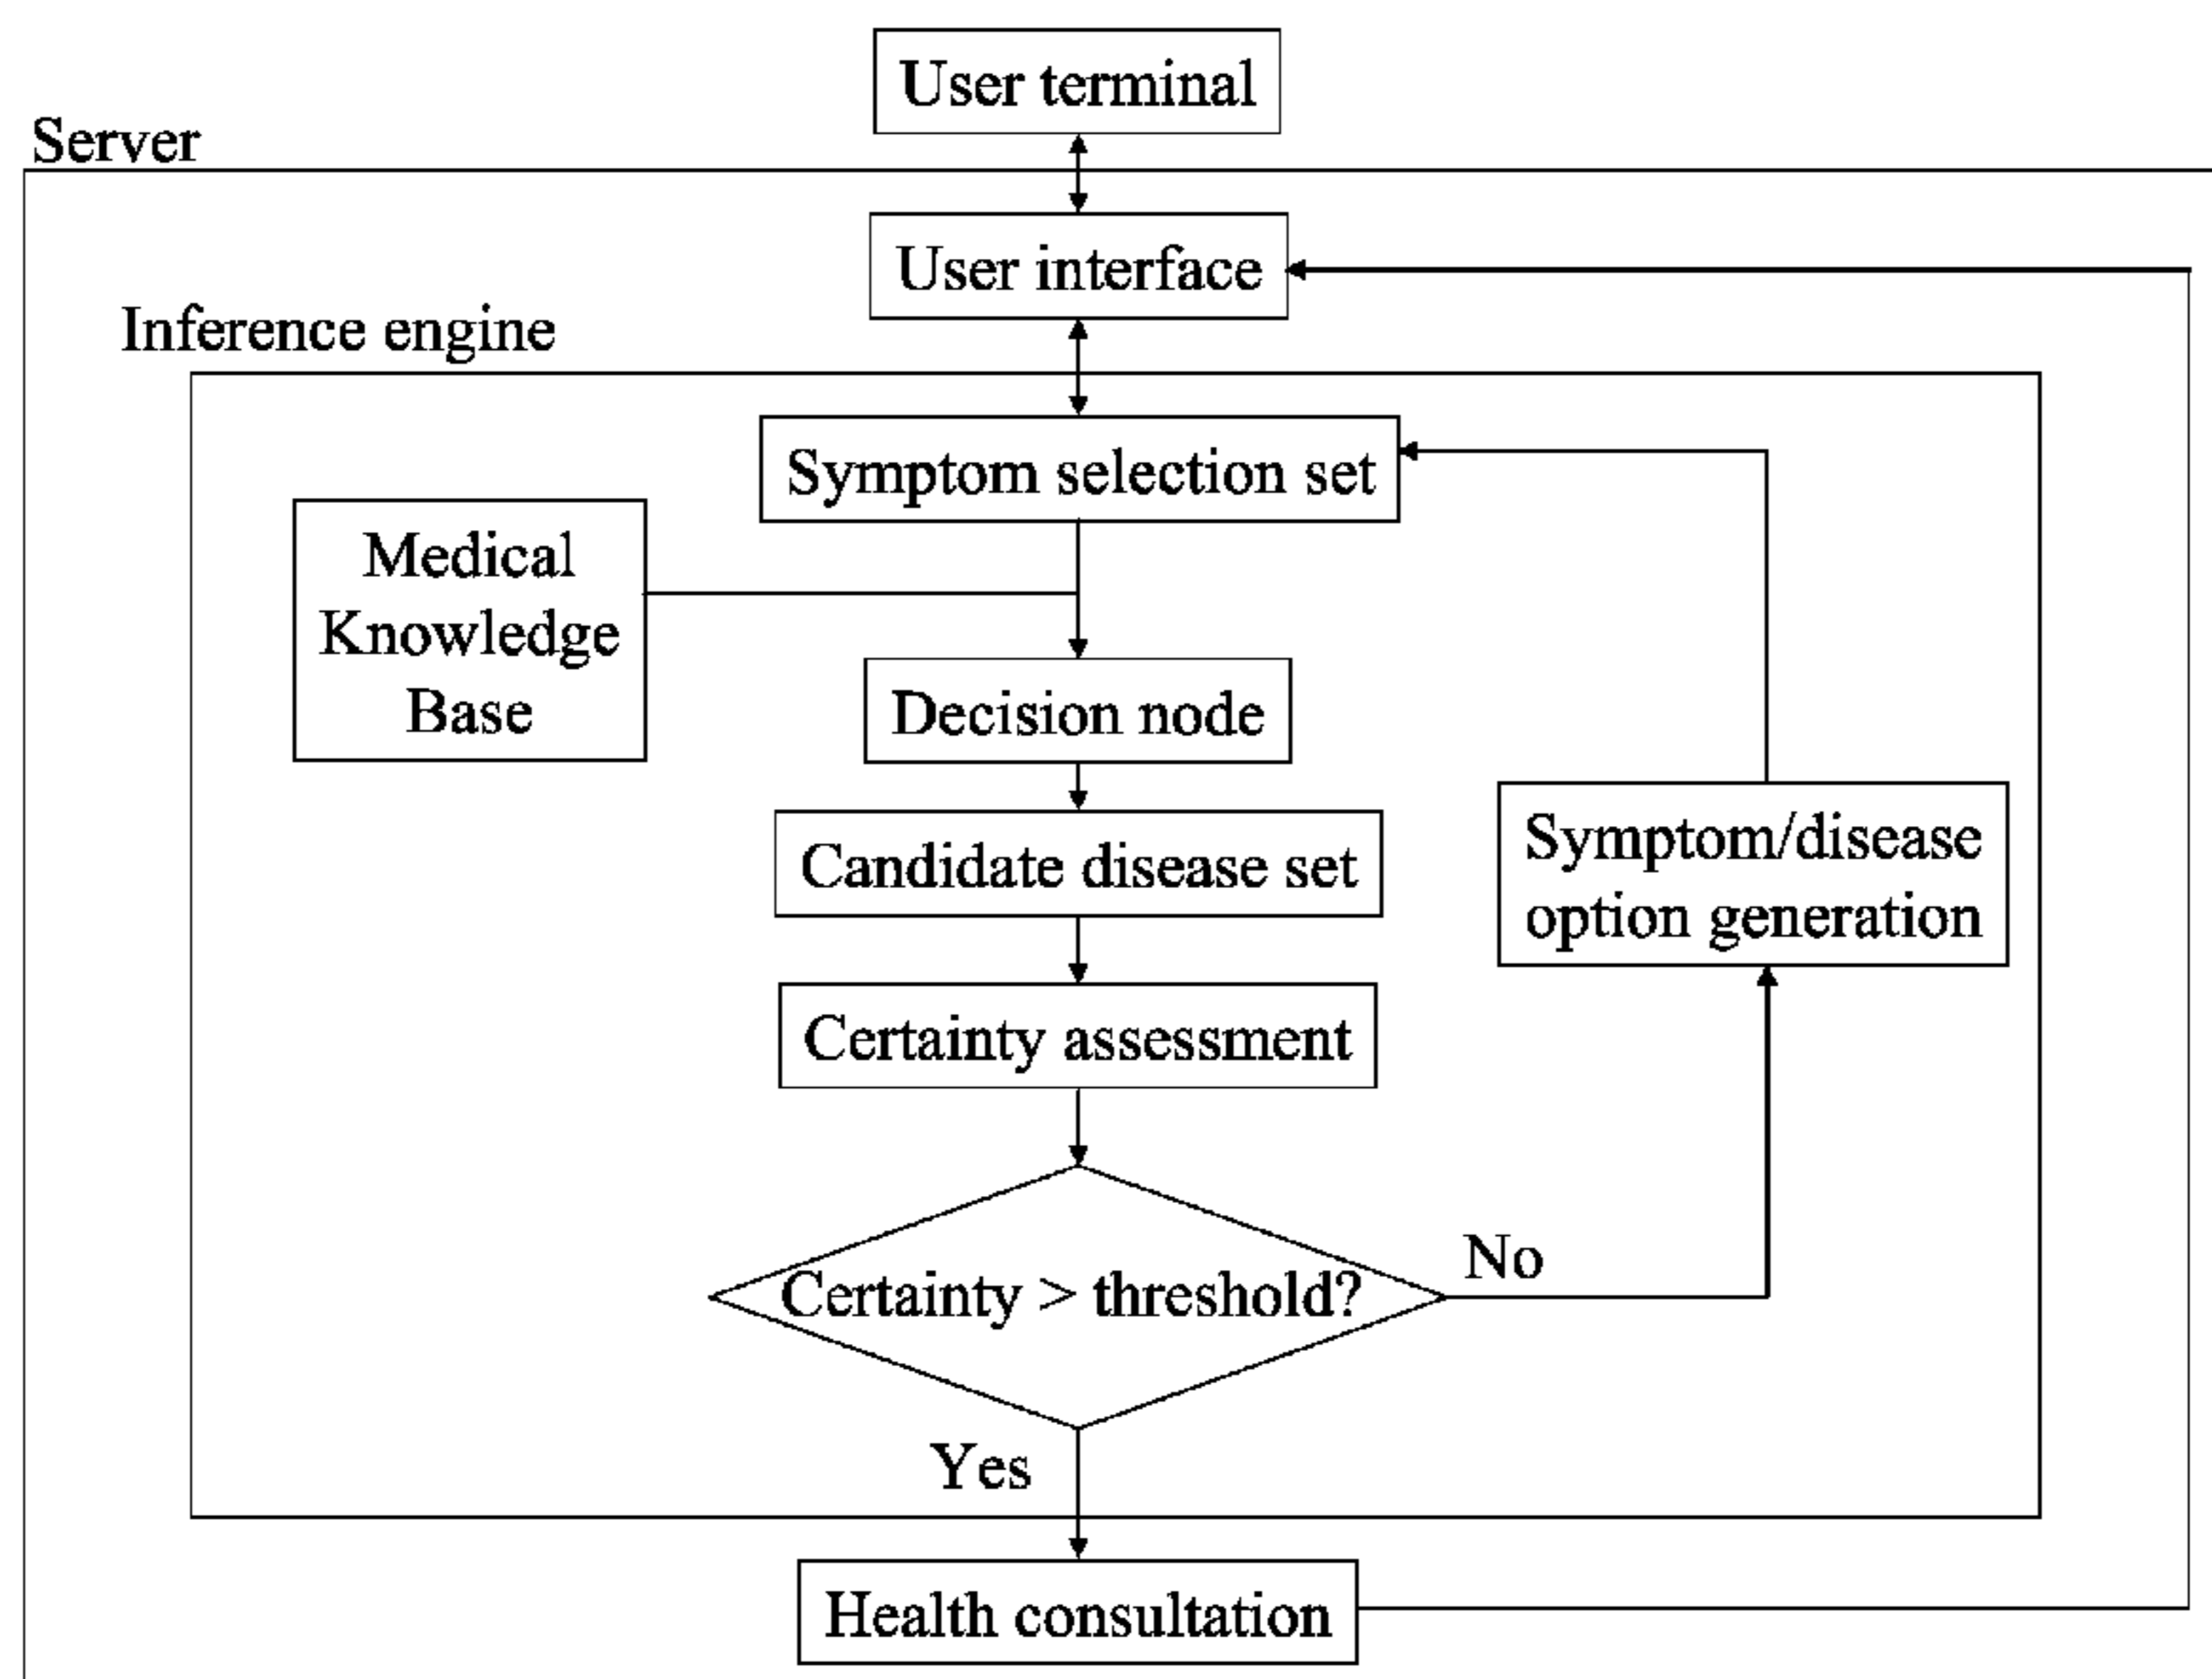 User terminal
Server
User interface
Inference engine
Symptom selection set
Medical
Knowledge
Base
Decision node
Candidate disease set
Symptom/disease
option generation
Certainty assessment
Certainty > threshold?
No
Yes
Health consultation